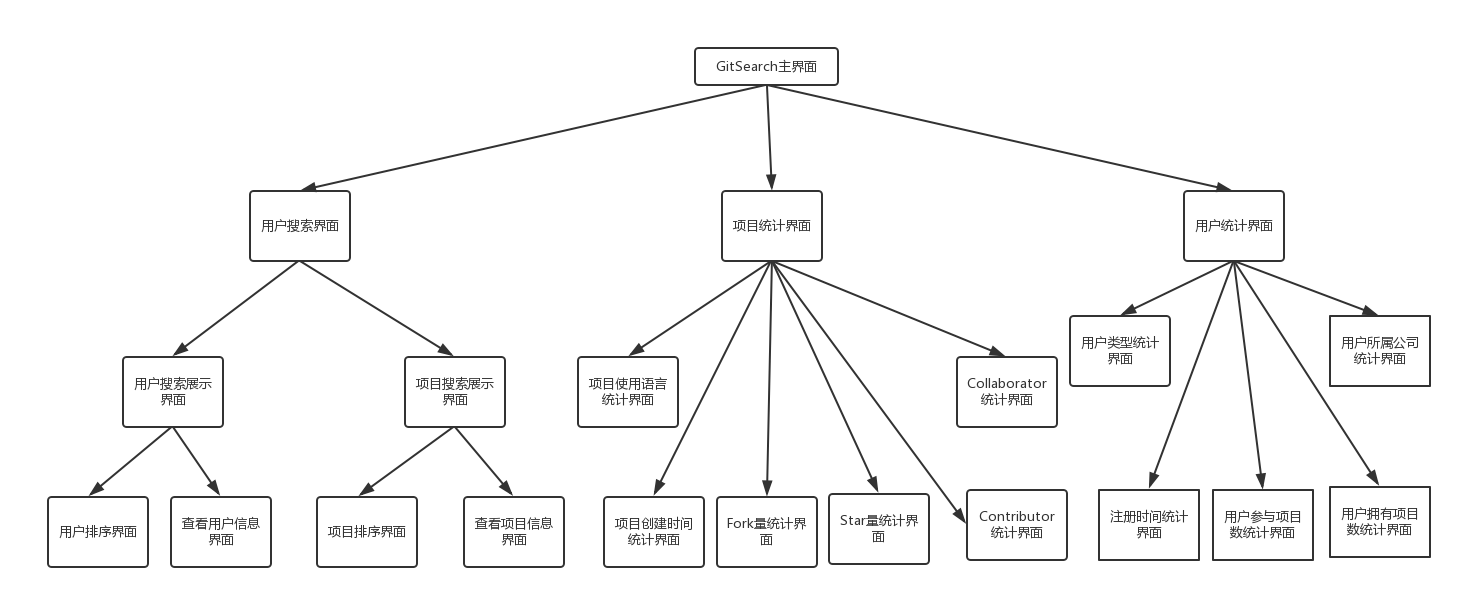 GitSearch主界面
用户搜索界面
项目统计界面
用户统计界面
用户类型统计
界面
用户所属公司
统计界面
用户搜索展示
界面
项目搜索展示
界面
项目使用语言
统计界面
Collaborator
统计界面
用户排序界面
查看用户信息
界面
项目排序界面
查看项目信息
界面
项目创建时间
统计界面
Fork量统计界
面
Star量统计界
面
Contributor
统计界面
注册时间统计
界面
用户参与项目
数统计界面
用户拥有项目
数统计界面